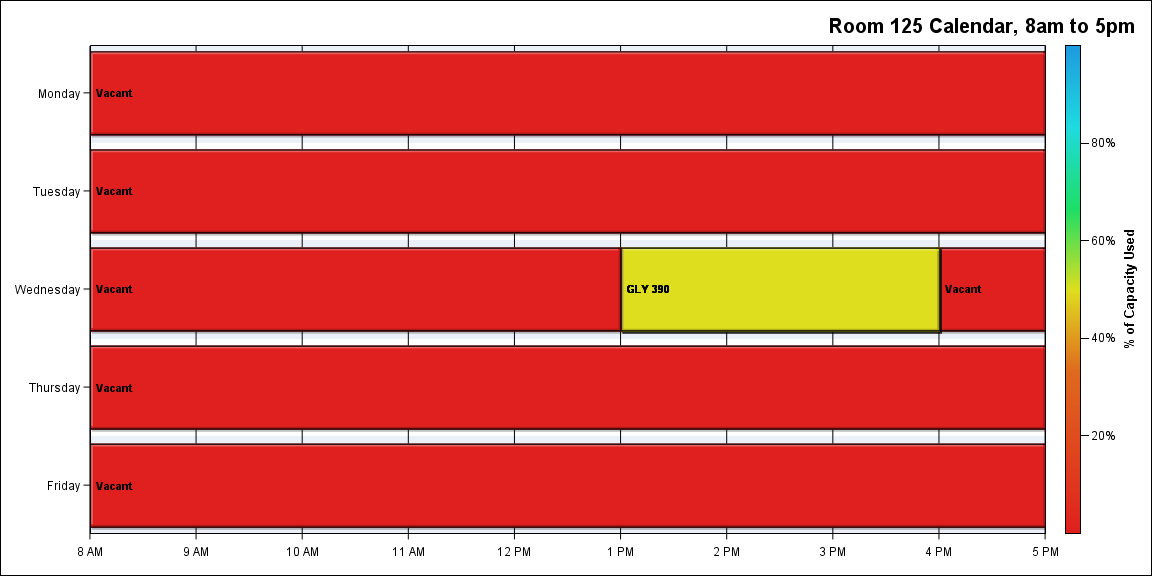 Room 125 Calendar, 8am to 5pm
Monday
Vacant
Tuesday
Vacant
Wednesday
Vacant
GLY 390
Vacant
Thursday
Vacant
Friday
Vacant
8 AM 9 AM 10 AM 11 AM 12 PM 1 PM 2 PM 3 PM 4 PM 5 PM
80%
60%
40%
20%
% of Capacity Used